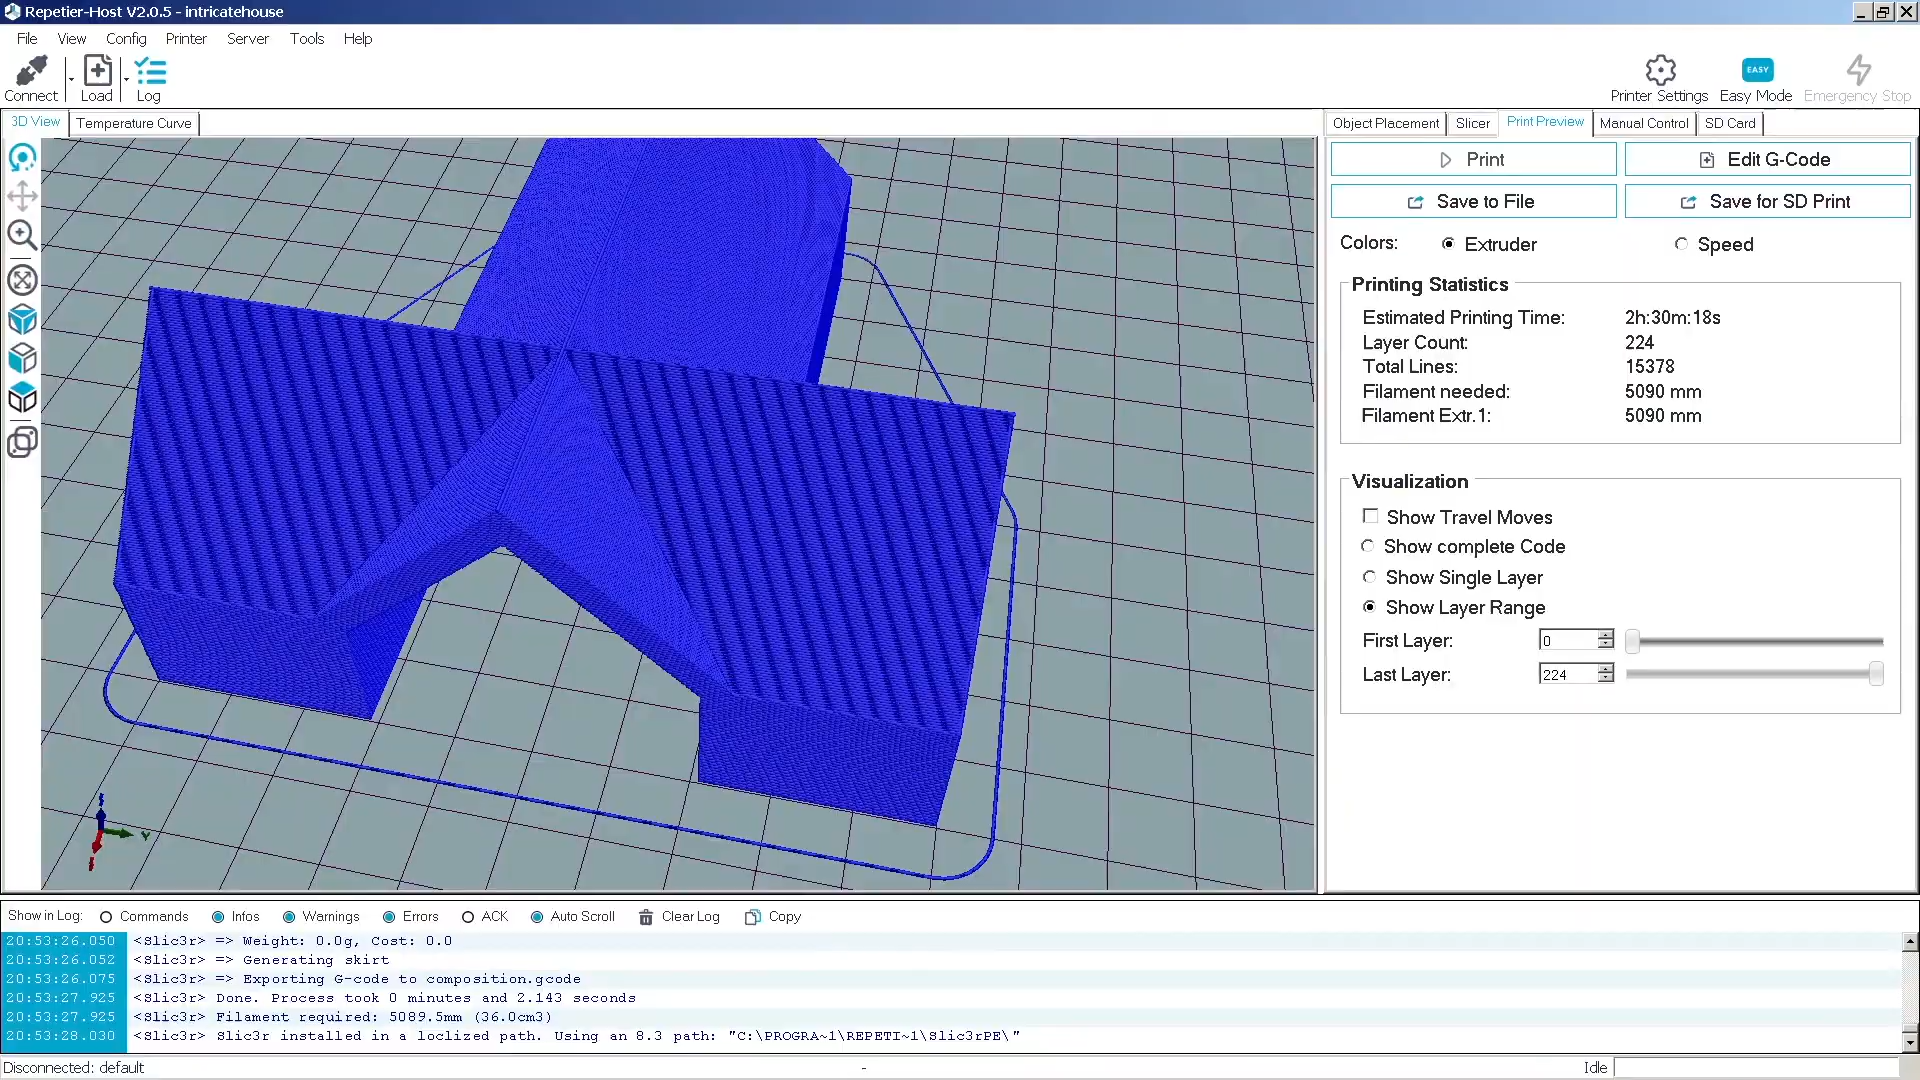 Repetier-Host V2.0.5 - intricatehouse
File View Config Printer Server Tools Help
Connect Load Log Printer Settings EASY Easy Mode Emergency Stop
3D View Temperature Curve Object Placement Slicer Print Preview Manual Control SD Card
Print Edit G-Code
Save to File Save for SD Print
Colors: Extruder Speed
Printing Statistics
Estimated Printing Time: 2h:30m:18s
Layer Count: 224
Total Lines: 15378
Filament needed: 5090 mm
Filament Extr.1: 5090 mm
Visualization
Show Travel Moves
Show complete Code
Show Single Layer
Show Layer Range
First Layer: 0
Last Layer: 224
Show in Log: Commands Infos Warnings Errors ACK Auto Scroll Clear Log Copy
20:53:26.050 <Slic3r> => Weight: 0.0g, Cost: 0.0
20:53:26.052 <Slic3r> => Generating skirt
20:53:26.075 <Slic3r> => Exporting G-code to composition.gcode
20:53:27.925 <Slic3r> Done. Process took 0 minutes and 2.143 seconds
20:53:27.925 <Slic3r> Filament required: 5089.5mm (36.0cm3)
20:53:28.030 <Slic3r> Slic3r installed in a loclized path. Using an 8.3 path: "C:\PROGRA~1\REPETI~1\Slic3rPE\"
Disconnected: default - Idle